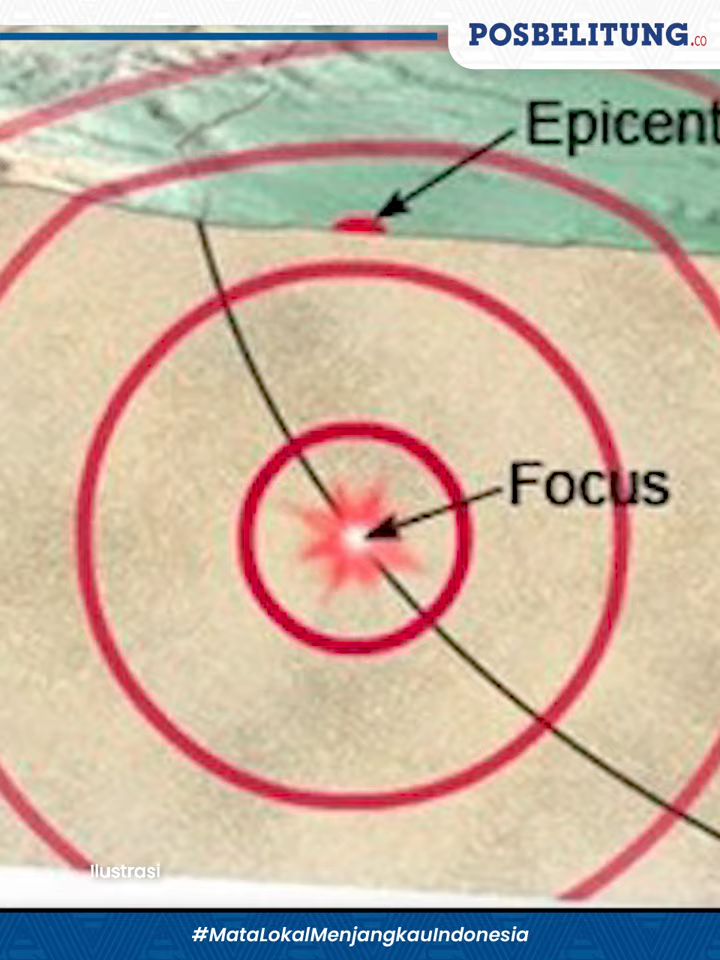 POSBELITUNG.co
Epicent
Focus
Ilustrasi
#MataLokalMenjangkauIndonesia